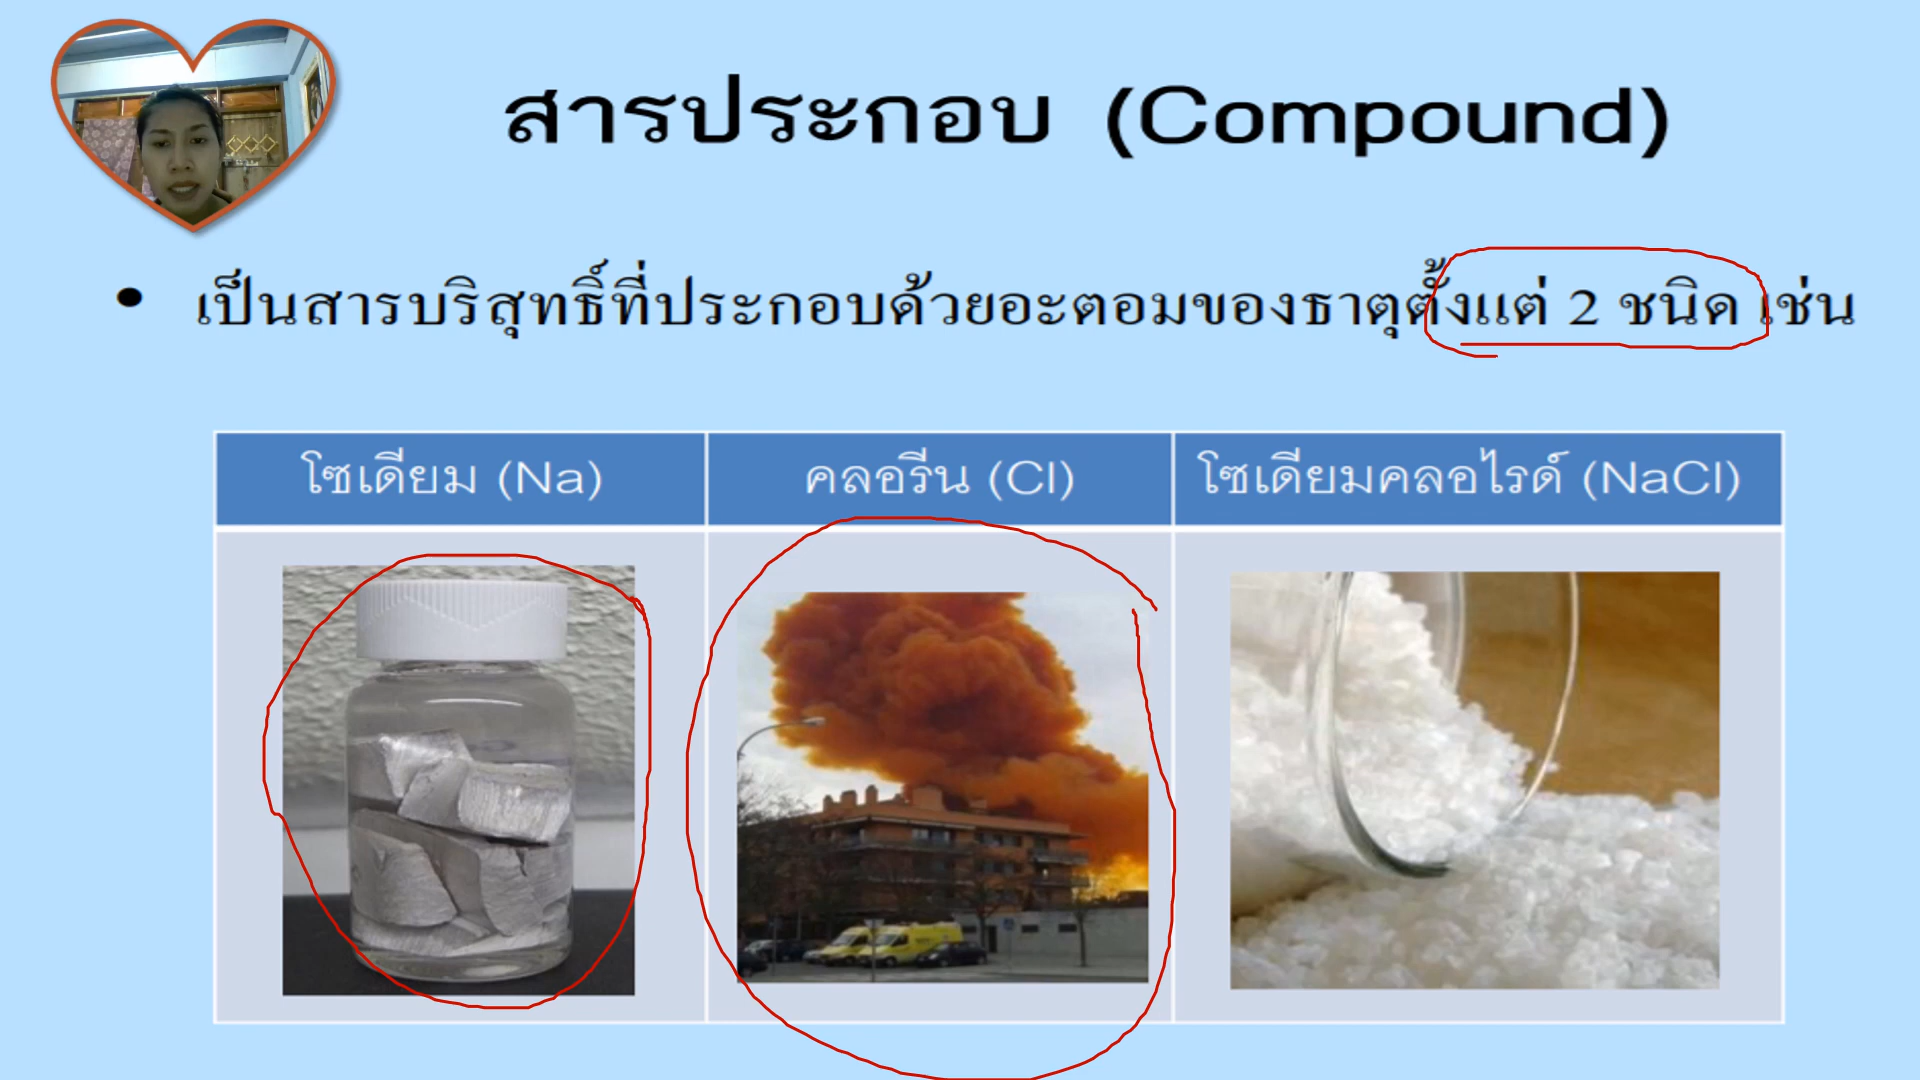 สารประกอบ (Compound)
• เป็นสารบริสุทธิ์ที่ประกอบด้วยอะตอมของธาตุตั้งแต่ 2 ชนิด เช่น
โซเดียม (Na)
คลอรีน (Cl)
โซเดียมคลอไรด์ (NaCl)